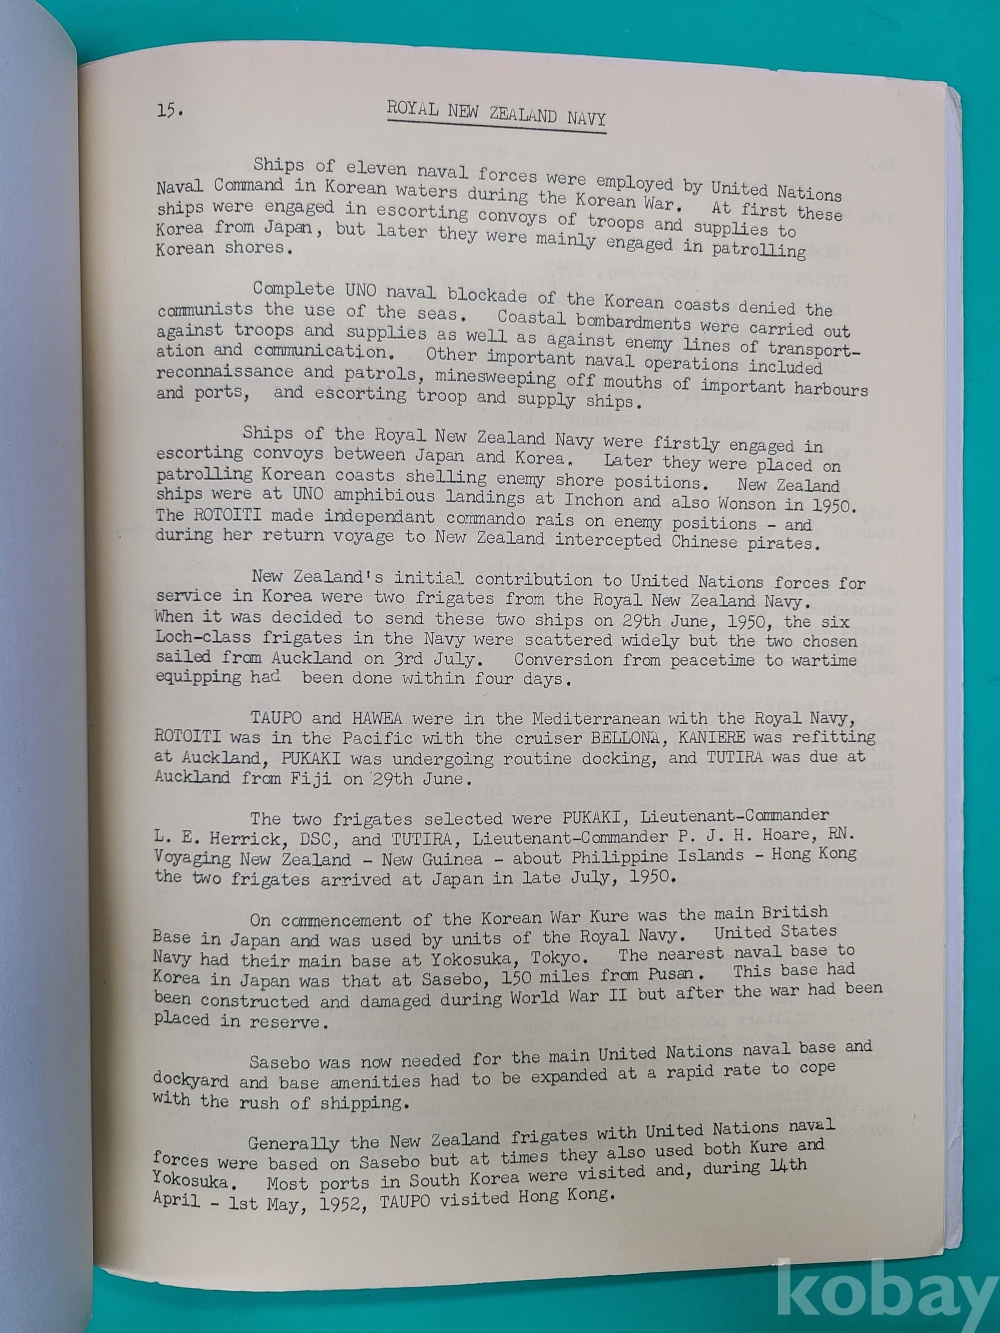 15.
ROYAL NEW ZEALAND NAVY
Ships of eleven naval forces were employed by United Nations
Naval Command in Korean waters during the Korean War. At first these
ships were engaged in escorting convoys of troops and supplies to
Korea from Japan, but later they were mainly engaged in patrolling
Korean shores.
Complete UNO naval blockade of the Korean coasts denied the
communists the use of the seas. Coastal bombardments were carried out
against troops and supplies as well as against enemy lines of transport-
ation and communication. Other important naval operations included
reconnaissance and patrols, minesweeping off mouths of important harbours
and ports, and escorting troop and supply ships.
Ships of the Royal New Zealand Navy were firstly engaged in
escorting convoys between Japan and Korea. Later they were placed on
patrolling Korean coasts shelling enemy shore positions. New Zealand
ships were at UNO amphibious landings at Inchon and also Wonson in 1950.
The ROTOITI made independant commando rais on enemy positions - and
during her return voyage to New Zealand intercepted Chinese pirates.
New Zealand's initial contribution to United Nations forces for
service in Korea were two frigates from the Royal New Zealand Navy.
When it was decided to send these two ships on 29th June, 1950, the six
Loch-class frigates in the Navy were scattered widely but the two chosen
sailed from Auckland on 3rd July. Conversion from peacetime to wartime
equipping had been done within four days.
TAUPO and HAWEA were in the Mediterranean with the Royal Navy,
ROTOITI was in the Pacific with the cruiser BELLONA, KANIERE was refitting
at Auckland, PUKAKI was undergoing routine docking, and TUTIRA was due at
Auckland from Fiji on 29th June.
The two frigates selected were PUKAKI, Lieutenant-Commander
L. E. Herrick, DSC, and TUTIRA, Lieutenant-Commander P. J. H. Hoare, RN.
Voyaging New Zealand - New Guinea - about Philippine Islands - Hong Kong
the two frigates arrived at Japan in late July, 1950.
On commencement of the Korean War Kure was the main British
Base in Japan and was used by units of the Royal Navy. United States
Navy had their main base at Yokosuka, Tokyo. The nearest naval base to
Korea in Japan was that at Sasebo, 150 miles from Pusan. This base had
been constructed and damaged during World War II but after the war had been
placed in reserve.
Sasebo was now needed for the main United Nations naval base and
dockyard and base amenities had to be expanded at a rapid rate to cope
with the rush of shipping.
Generally the New Zealand frigates with United Nations naval
forces were based on Sasebo but at times they also used both Kure and
Yokosuka. Most ports in South Korea were visited and, during 14th
April - 1st May, 1952, TAUPO visited Hong Kong.
kobay